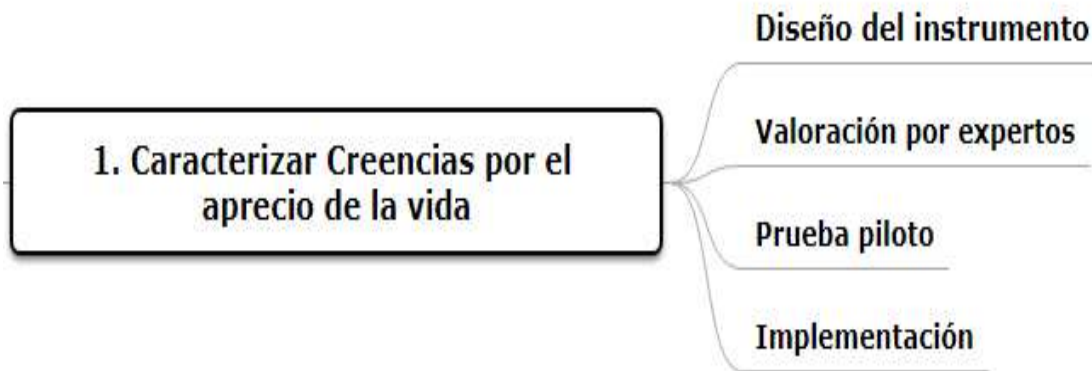 1. Caracterizar Creencias por el
aprecio de la vida
Diseño del instrumento
Valoración por expertos
Prueba piloto
Implementación